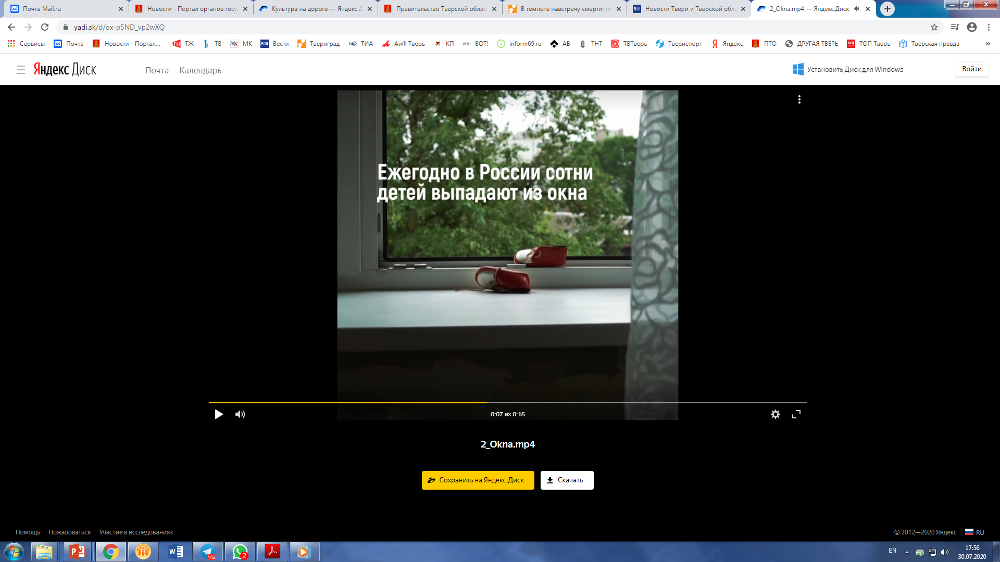 Почта Mail.ru
Новости - Портал органов госу
Культура на дороге — Яндекс.Д
Правительство Тверской област
В темноте навстречу смерти: по
Новости Твери и Тверской обла
2_Okna.mp4 — Яндекс.Диск
yadi.sk/d/ox-p5ND_vp2wXQ
Сервисы Почта Новости - Портал... ТЖ ТВ МК Вести Твериград ТИА АиФ Тверь КП ВОТ! inform69.ru АБ ТНТ ТВТверь Твериспорт Яндекс ПТО ДРУГАЯ ТВЕРЬ ТОП Тверь Тверская правда »
Яндекс Диск Почта Календарь Установить Диск для Windows Войти
Ежегодно в России сотни
детей выпадают из окна
0:07 из 0:15
2_Okna.mp4
Сохранить на Яндекс.Диск Скачать
Помощь Пожаловаться Участие в исследованиях © 2012—2020 Яндекс RU
142 2 EN 17:56
30.07.2020